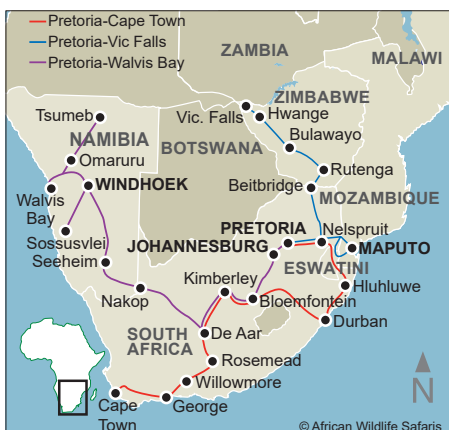 Pretoria-Cape Town
Pretoria-Vic Falls
Pretoria-Walvis Bay
ZAMBIA
MALAWI
ZIMBABWE
Vic. Falls
Hwange
Tsumeb
Bulawayo
NAMIBIA
BOTSWANA
Omaruru
Rutenga
WINDHOEK
Beitbridge
MOZAMBIQUE
Walvis
Bay
PRETORIA
Nelspruit
Sossusvlei
JOHANNESBURG
MAPUTO
Seeheim
ESWATINI
Kimberley
Hluhluwe
Nakop
Bloemfontein
Durban
SOUTH
AFRICA
De Aar
Rosemead
Willowmore
Cape
Town
George
N
© African Wildlife Safaris